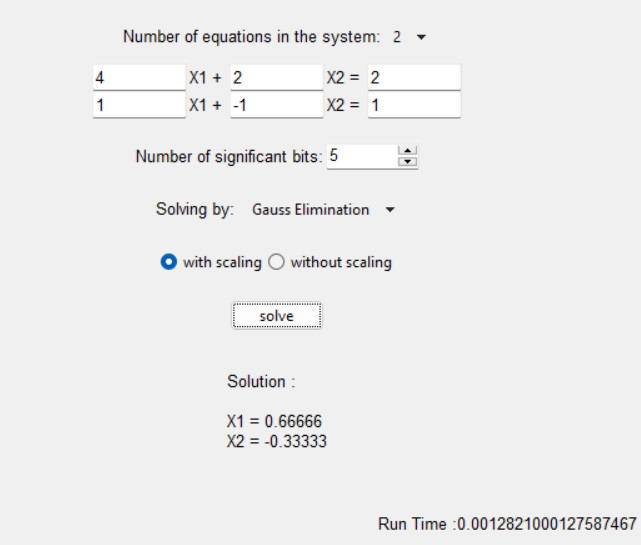 Number of equations in the system: 2
4 X1 + 2 X2 = 2
1 X1 + -1 X2 = 1
Number of significant bits: 5
Solving by: Gauss Elimination
with scaling without scaling
solve
Solution :
X1 = 0.66666
X2 = -0.33333
Run Time :0.0012821000127587467